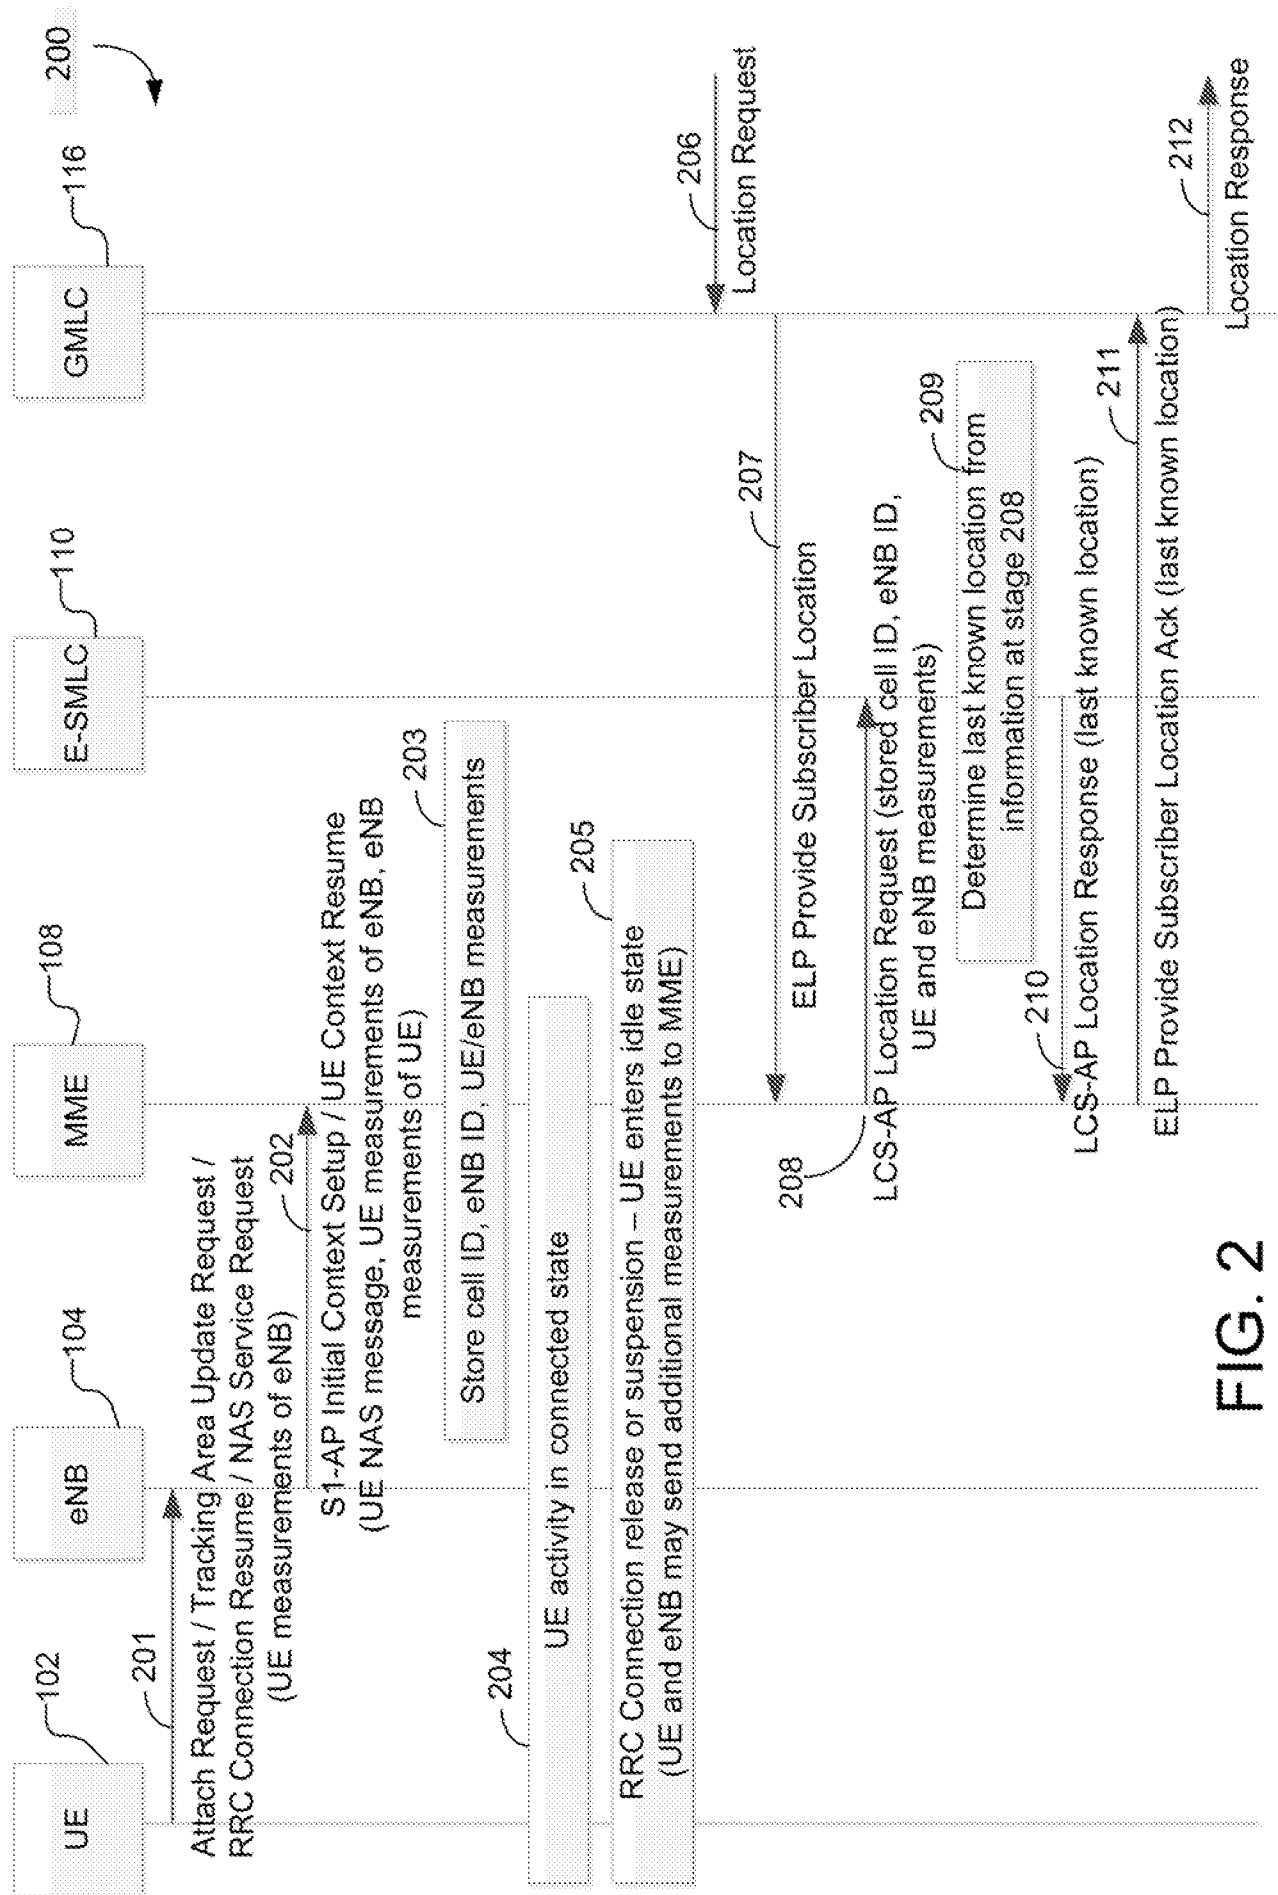 200
UE
102
eNB
104
MME
108
E-SMLC
110
GMLC
116
201
Attach Request / Tracking Area Update Request /
RRC Connection Resume / NAS Service Request
(UE measurements of eNB)
202
S1-AP Initial Context Setup / UE Context Resume
(UE NAS message, UE measurements of eNB, eNB
measurements of UE)
203
Store cell ID, eNB ID, UE/eNB measurements
204
UE activity in connected state
205
RRC Connection release or suspension – UE enters idle state
(UE and eNB may send additional measurements to MME)
206
Location Request
207
ELP Provide Subscriber Location
208
LCS-AP Location Request (stored cell ID, eNB ID,
UE and eNB measurements)
209
Determine last known location from
information at stage 208
210
LCS-AP Location Response (last known location)
211
ELP Provide Subscriber Location Ack (last known location)
212
Location Response
FIG. 2